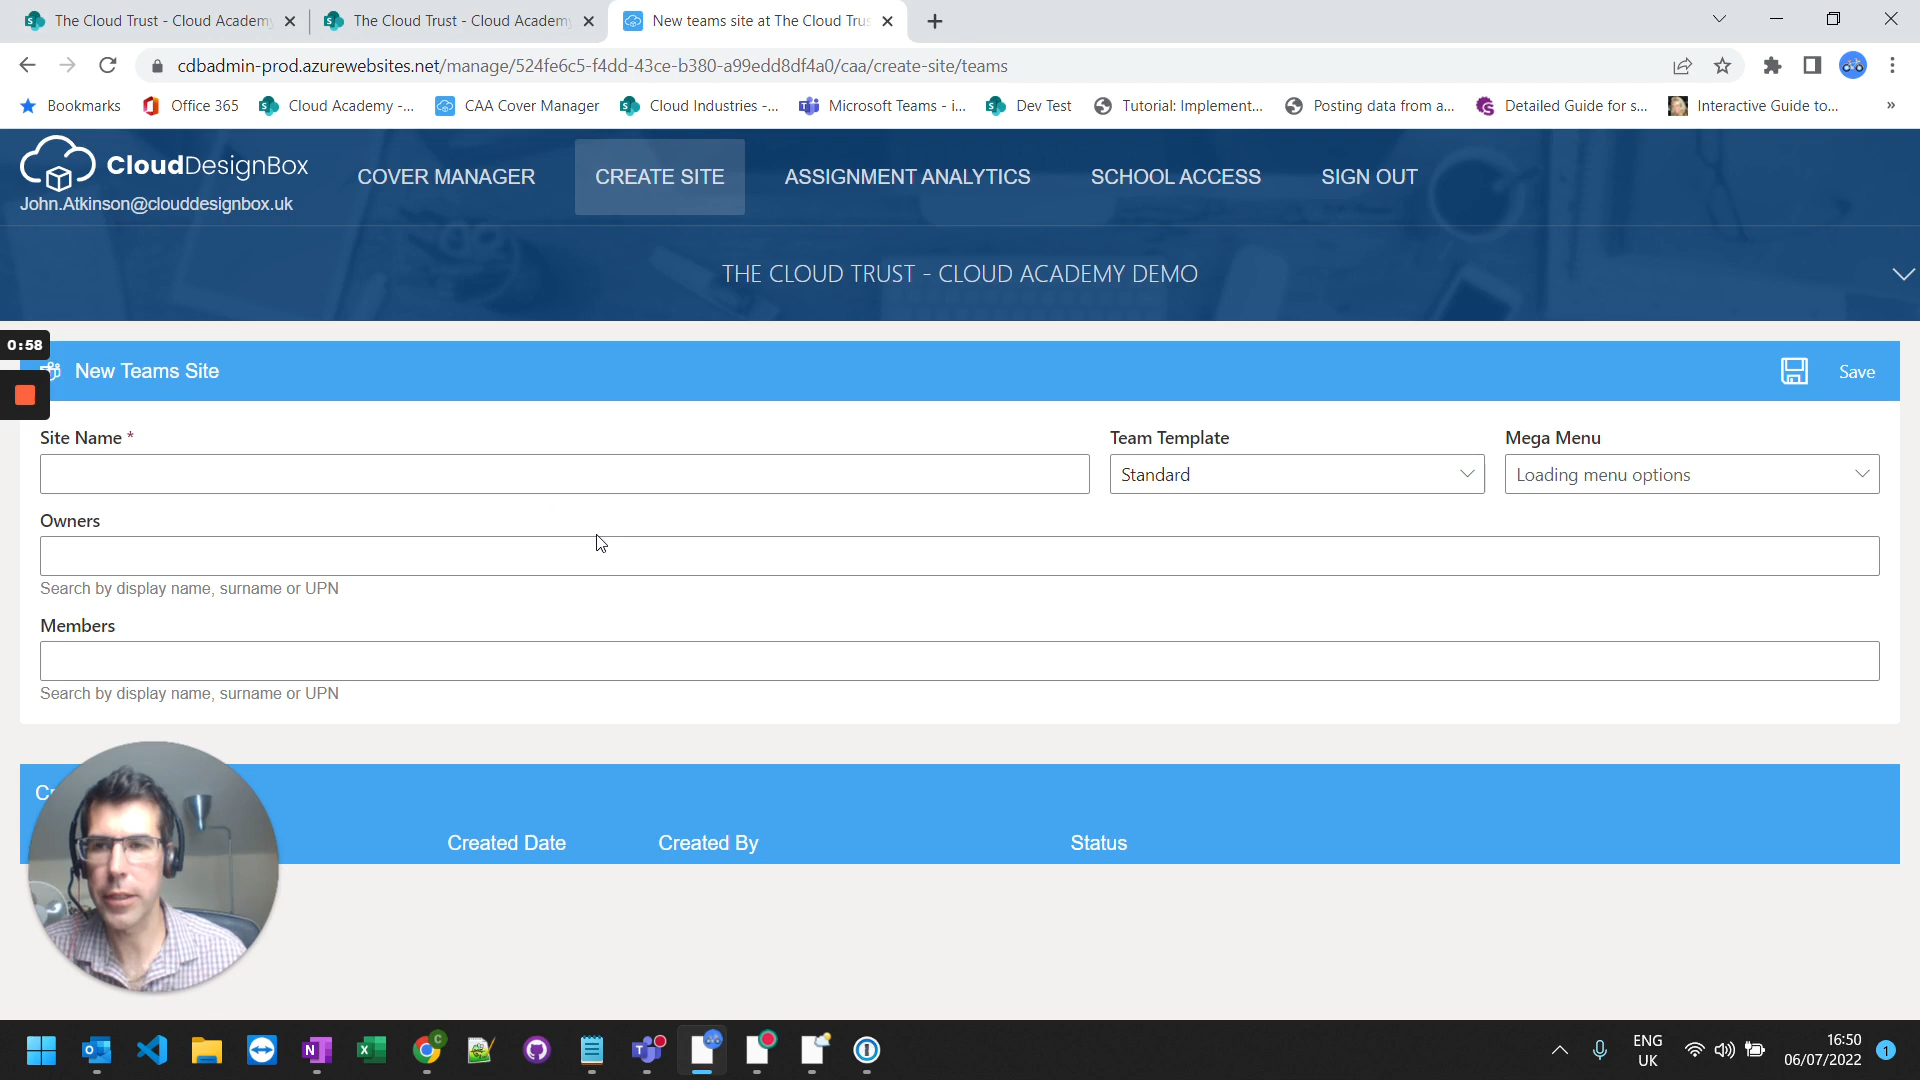 The Cloud Trust - Cloud Academy
The Cloud Trust - Cloud Academy
New teams site at The Cloud Trus
cdbadmin-prod.azurewebsites.net/manage/524fe6c5-f4dd-43ce-b380-a99edd8df4a0/caa/create-site/teams
Bookmarks
Office 365
Cloud Academy -...
CAA Cover Manager
Cloud Industries -...
Microsoft Teams - i...
Dev Test
Tutorial: Implement...
Posting data from a...
Detailed Guide for s...
Interactive Guide to...
»
CloudDesignBox
John.Atkinson@clouddesignbox.uk
COVER MANAGER
CREATE SITE
ASSIGNMENT ANALYTICS
SCHOOL ACCESS
SIGN OUT
THE CLOUD TRUST - CLOUD ACADEMY DEMO
0:58
New Teams Site
Save
Site Name *
Team Template
Mega Menu
Standard
Loading menu options
Owners
Search by display name, surname or UPN
Members
Search by display name, surname or UPN
Created Date
Created By
Status
ENG
UK
16:50
06/07/2022
1